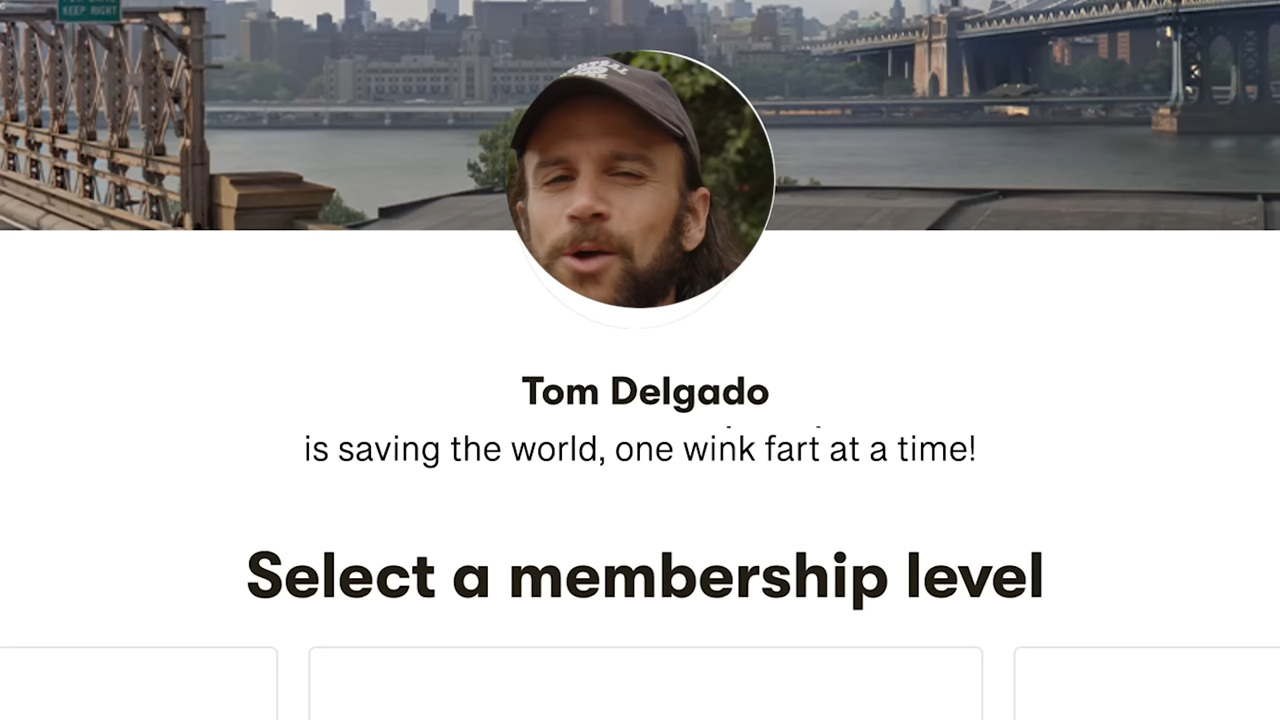 KEEP RIGHT
Tom Delgado
is saving the world, one wink fart at a time!
Select a membership level